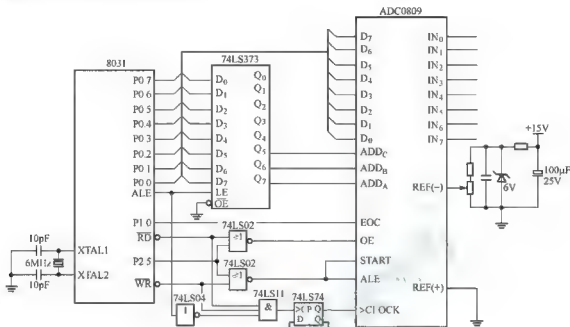 ADC0809
8031
74LS373
P0 7
P0 6
P0 5
P0.4
P0 3
P0.2
P0 1
P0 0
ALE
P1 0
RD
P2 5
WR
XTAL1
XTAL2
10pF
6MHz
10pF
D0
D1
D2
D3
D4
D5
D6
D7
LE
OE
Q0
Q1
Q2
Q3
Q4
Q5
Q6
Q7
74LS02
≥1
74LS02
≥1
74LS04
1
74LS11
&
74LS74
>C P Q
D Q
D7
D6
D5
D4
D3
D2
D1
D0
ADDC
ADDB
ADDA
EOC
OE
START
ALE
>CLOCK
IN0
IN1
IN2
IN3
IN4
IN5
IN6
IN7
REF(−)
REF(+)
+15V
6V
100μF
25V